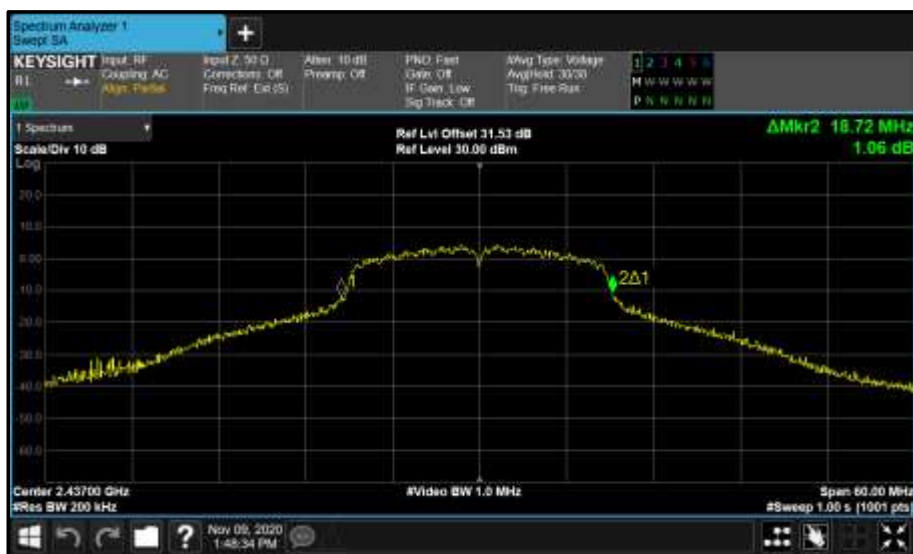 Spectrum Analyzer 1
Swept SA
+
KEYSIGHT
R L
Input: RF
Coupling: AC
Align: Partial
Input Z: 50 Ω
Corrections: Off
Freq Ref: Ext (S)
Atten: 10 dB
Preamp: Off
PNO: Fast
Gate: Off
IF Gain: Low
Sig Track: Off
#Avg Type: Voltage
Avg|Hold: 30/30
Trig: Free Run
1 2 3 4 5 6
M W W W W W
P N N N N N
1 Spectrum
Scale/Div 10 dB
Ref Lvl Offset 31.53 dB
Ref Level 30.00 dBm
ΔMkr2 18.72 MHz
1.06 dB
Log
20.0
10.0
0.00
-10.0
-20.0
-30.0
-40.0
-50.0
-60.0
2Δ1
Center 2.43700 GHz
#Res BW 200 kHz
#Video BW 1.0 MHz
Span 60.00 MHz
#Sweep 1.00 s (1001 pts)
?
Nov 09, 2020
1:48:34 PM